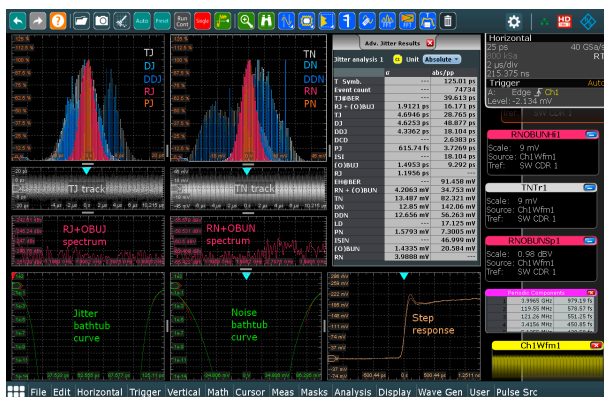 Auto
Preset
Run
Cont
Single
HD
Horizontal
25 ps
40 GSa/s
800 kSa
RT
2 µs/div
215.375 ns
Trigger
Auto
A: Edge Ch1
Level: -2.134 mV
SW CDR 1
TJ
DJ
DDJ
RJ
PJ
TN
DN
DDN
RN
PN
Adv. Jitter Results
Jitter analysis 1
Unit Absolute
σ abs/pp
T Symb. --- 125.01 ps
Event count --- 74734
TJ@BER --- 39.613 ps
RJ + (O)BUJ 1.9121 ps 16.171 ps
TJ 4.6946 ps 28.765 ps
DJ 4.6253 ps 48.877 ps
DDJ 4.3362 ps 18.104 ps
DCD --- 2.6383 ps
PJ 615.74 fs 3.7269 ps
ISI --- 18.104 ps
(O)BUJ 1.4953 ps 9.292 ps
RJ 1.1956 ps ---
EH@BER --- 91.458 mV
RN + (O)BUN 4.2063 mV 34.753 mV
TN 13.487 mV 82.321 mV
DN 12.85 mV 142.06 mV
DDN 12.656 mV 56.263 mV
LD --- 17.125 mV
PN 1.5793 mV 7.3005 mV
ISIN --- 46.999 mV
(O)BUN 1.4335 mV 20.584 mV
RN 3.9888 mV ---
RNOBUNHi1
Scale: 9 mV
Source: Ch1Wfm1
Tref: SW CDR 1
TNTr1
Scale: 9 mV
Source: Ch1Wfm1
Tref: SW CDR 1
RNOBUNSp1
Scale: 0.98 dBV
Source: Ch1Wfm1
Tref: SW CDR 1
TJ track
TN track
RJ+OBUJ
spectrum
RN+OBUN
spectrum
Jitter
bathtub
curve
Noise
bathtub
curve
Step
response
Periodic Components
3.9965 GHz 979.19 fs
119.55 MHz 578.57 fs
121.26 MHz 551.25 fs
3.4156 MHz 450.85 fs
Ch1Wfm1
File Edit Horizontal Trigger Vertical Math Cursor Meas Masks Analysis Display Wave Gen User Pulse Src